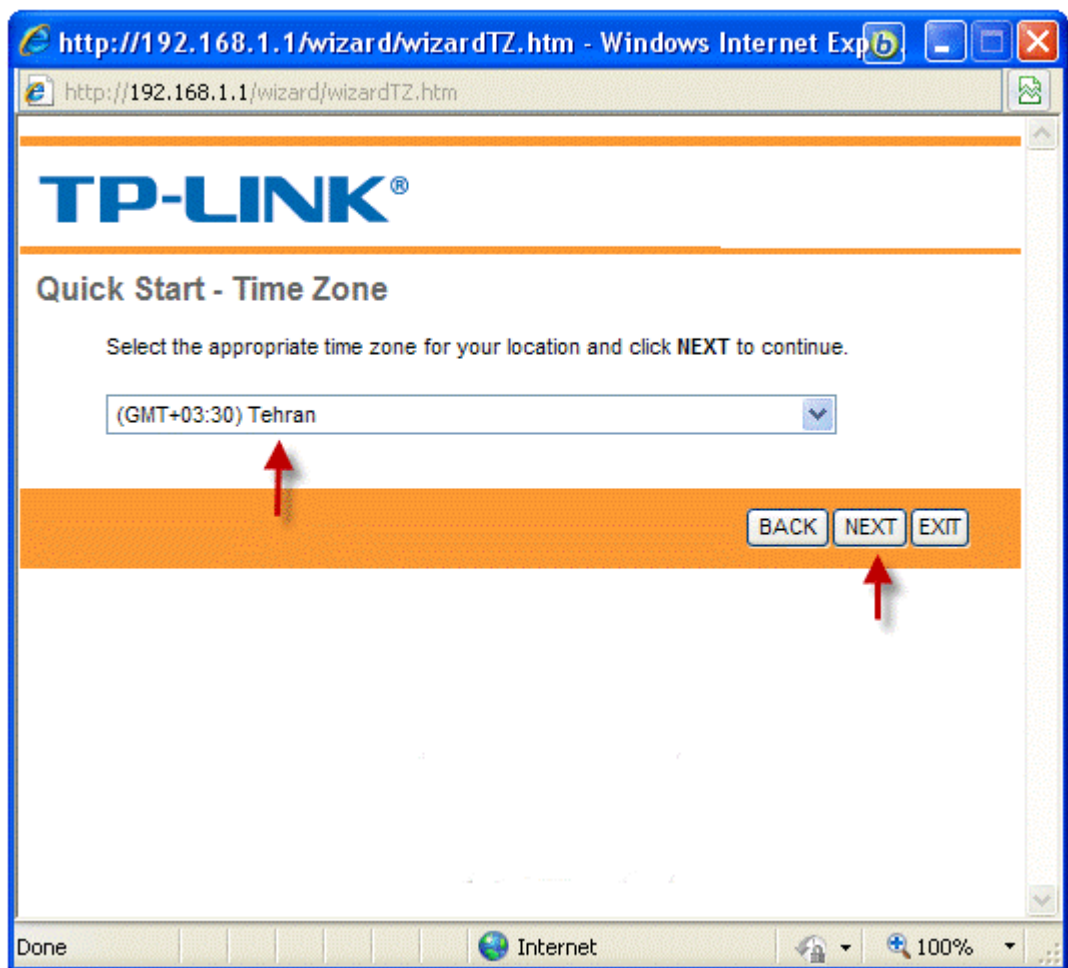 http://192.168.1.1/wizard/wizardTZ.htm - Windows Internet Exp
http://192.168.1.1/wizard/wizardTZ.htm
TP-LINK®
Quick Start - Time Zone
Select the appropriate time zone for your location and click NEXT to continue.
(GMT+03:30) Tehran
BACK NEXT EXIT
Done Internet 100%